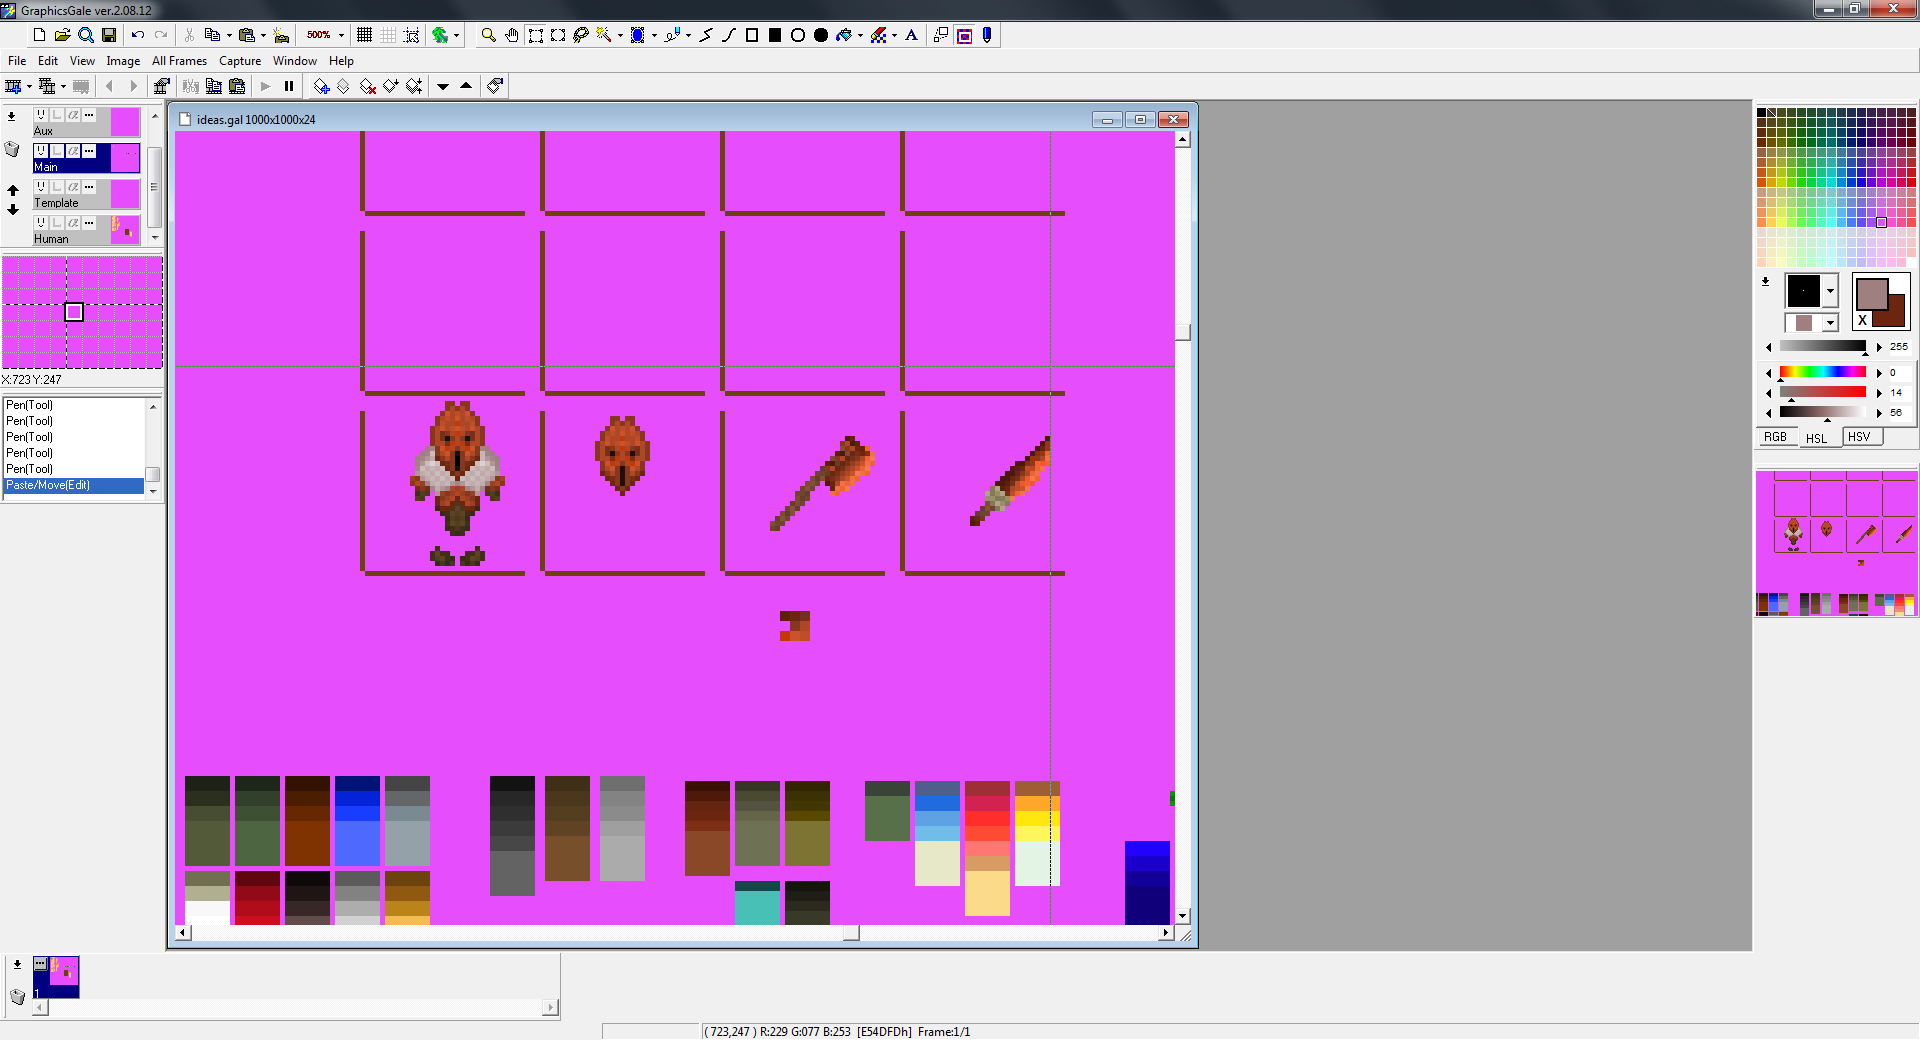 GraphicsGale ver.2.08.12
500%
A
File Edit View Image All Frames Capture Window Help
Aux
Main
Template
Human
ideas.gal 1000x1000x24
X:723 Y:247
Pen(Tool)
Pen(Tool)
Pen(Tool)
Pen(Tool)
Pen(Tool)
Paste/Move(Edit)
X
255
0
14
56
RGB HSL HSV
1
( 723,247 ) R:229 G:077 B:253 [E54DFDh] Frame:1/1